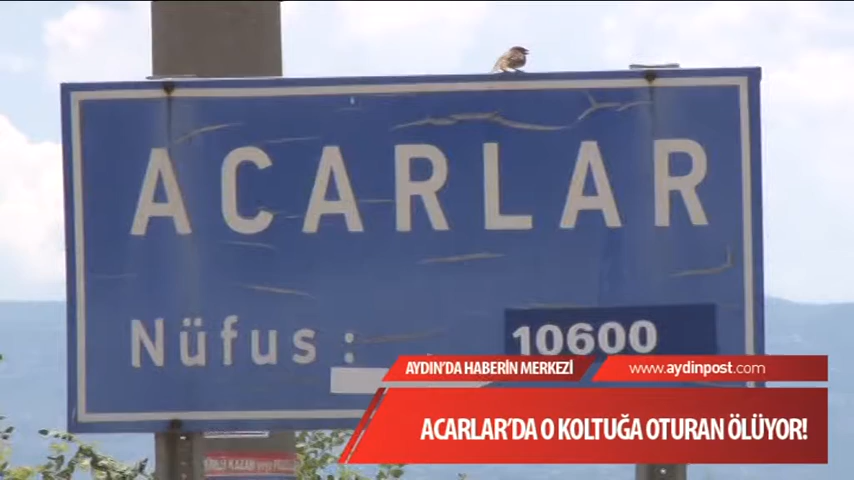 ACARLAR
Nüfus : 10600
AYDIN'DA HABERİN MERKEZİ www.aydinpost.com
ACARLAR'DA O KOLTUĞA OTURAN ÖLÜYOR!